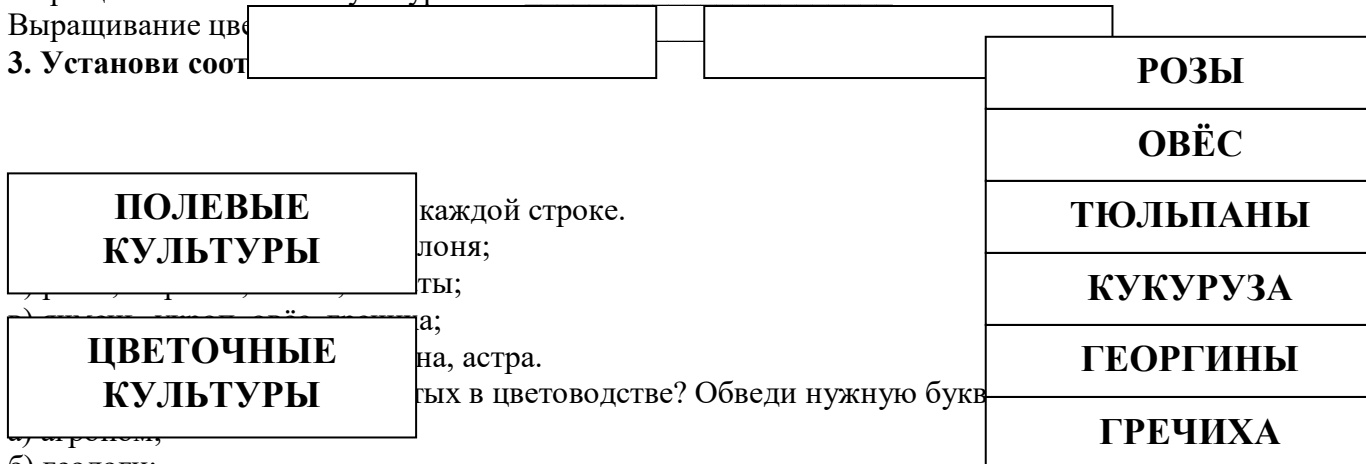 Выращивание цве
3. Установи соот
РОЗЫ
ОВЁС
ТЮЛЬПАНЫ
КУКУРУЗА
ГЕОРГИНЫ
ГРЕЧИХА
ПОЛЕВЫЕ
КУЛЬТУРЫ
каждой строке.
лоня;
ты;
а;
ЦВЕТОЧНЫЕ
КУЛЬТУРЫ
на, астра.
тых в цветоводстве? Обведи нужную букв